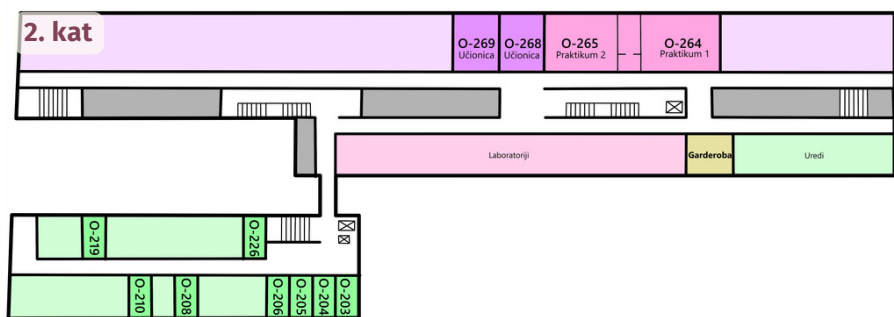 2. kat
O-269
Učionica
O-268
Učionica
O-265
Praktikum 2
O-264
Praktikum 1
Laboratoriji
Garderoba
Uredi
O-219
O-226
O-210
O-208
O-206
O-205
O-204
O-203